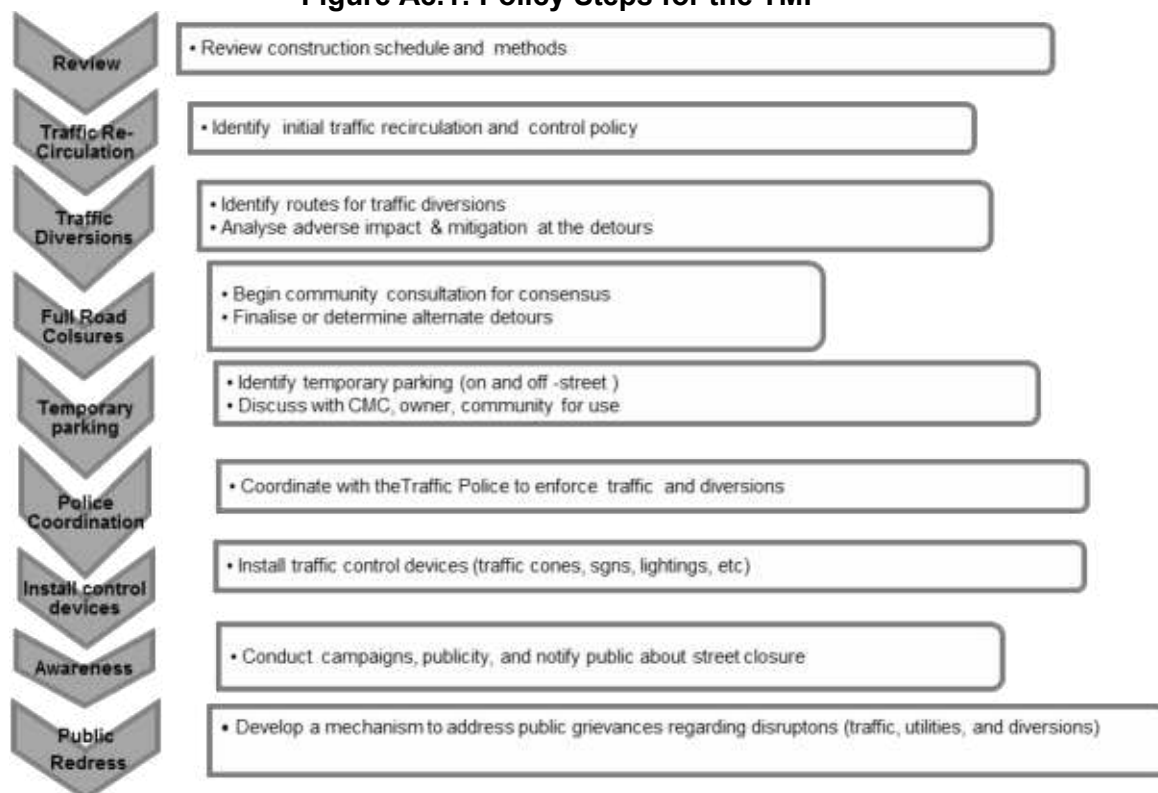 Figure A6.1: Policy Steps for the TMP
Review
• Review construction schedule and methods
Traffic Re-
Circulation
• Identify initial traffic recirculation and control policy
Traffic
Diversions
• Identify routes for traffic diversions
• Analyse adverse impact & mitigation at the detours
Full Road
Colsures
• Begin community consultation for consensus
• Finalise or determine alternate detours
Temporary
parking
• Identify temporary parking (on and off -street )
• Discuss with CMC, owner, community for use
Police
Coordination
• Coordinate with theTraffic Police to enforce traffic and diversions
Install control
devices
• Install traffic control devices (traffic cones, sgns, lightings, etc)
Awareness
• Conduct campaigns, publicity, and notify public about street closure
Public
Redress
• Develop a mechanism to address public grievances regarding disruptons (traffic, utilities, and diversions)